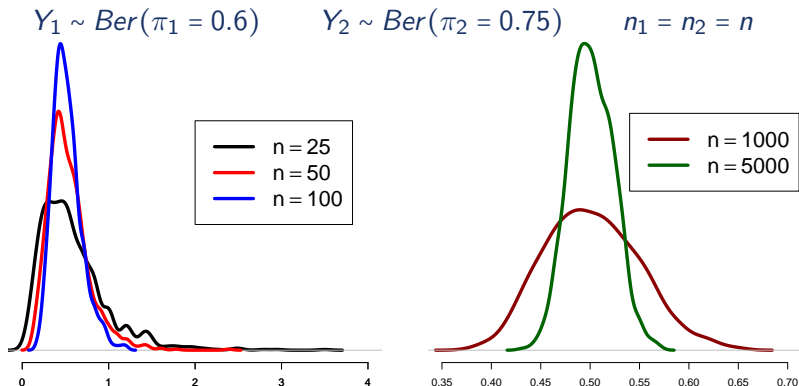 Y₁ ~ Ber(π₁ = 0.6) Y₂ ~ Ber(π₂ = 0.75) n₁ = n₂ = n
n = 25
n = 50
n = 100
0 1 2 3 4
n = 1000
n = 5000
0.35 0.40 0.45 0.50 0.55 0.60 0.65 0.70